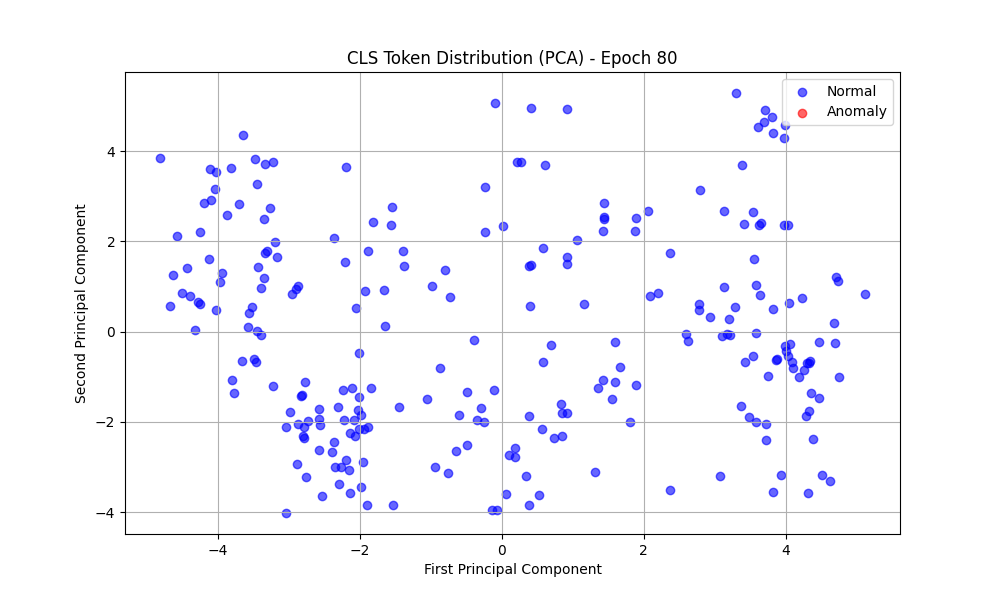 CLS Token Distribution (PCA) - Epoch 80
Normal
Anomaly
Second Principal Component
4
2
0
−2
−4
−4
−2
0
2
4
First Principal Component